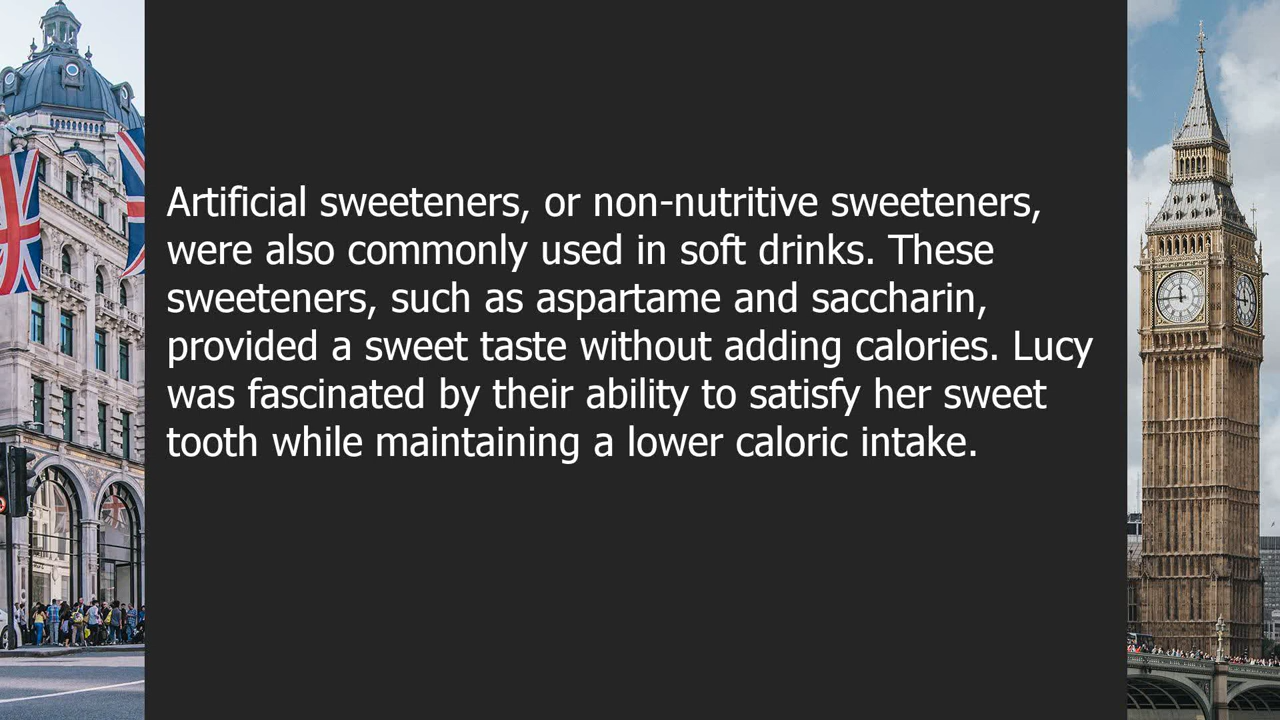 Artificial sweeteners, or non-nutritive sweeteners,
were also commonly used in soft drinks. These
sweeteners, such as aspartame and saccharin,
provided a sweet taste without adding calories. Lucy
was fascinated by their ability to satisfy her sweet
tooth while maintaining a lower caloric intake.